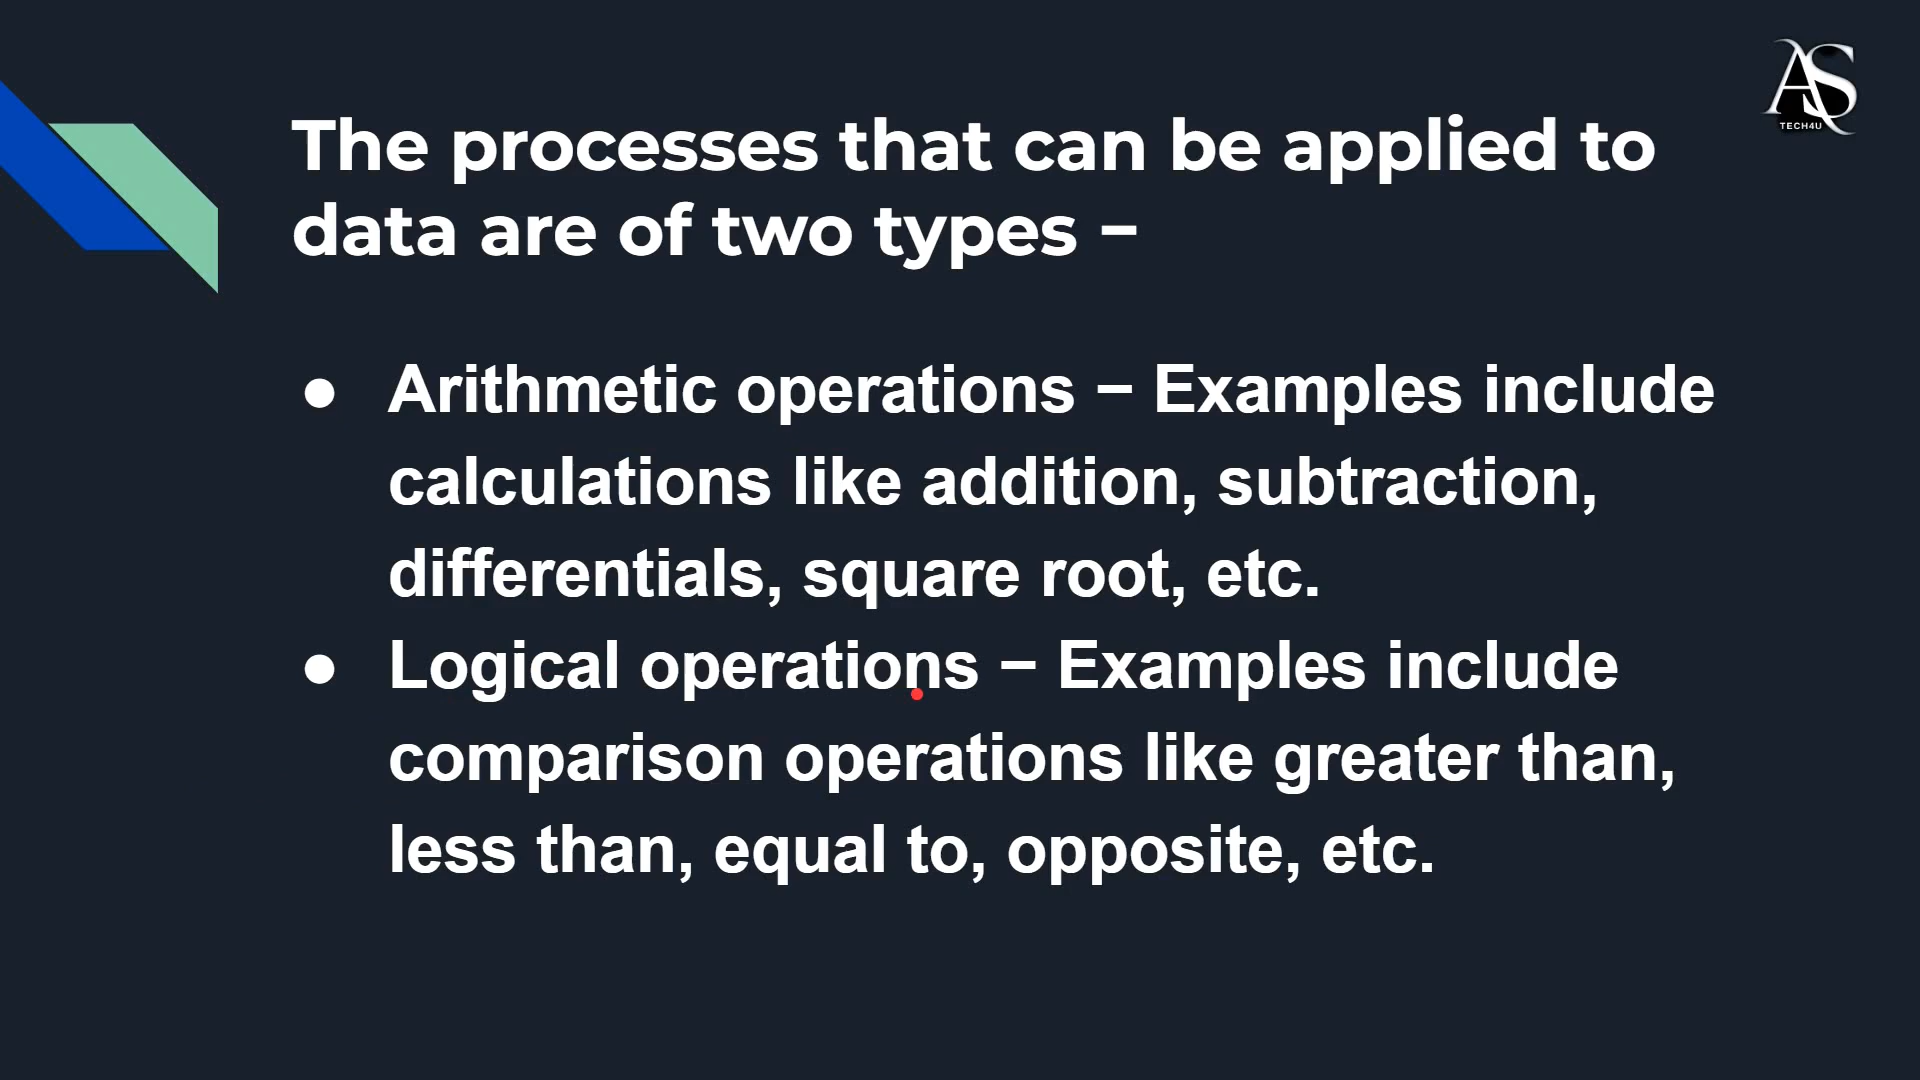 AS
TECH4U
The processes that can be applied to
data are of two types −
● Arithmetic operations − Examples include
calculations like addition, subtraction,
differentials, square root, etc.
● Logical operations − Examples include
comparison operations like greater than,
less than, equal to, opposite, etc.